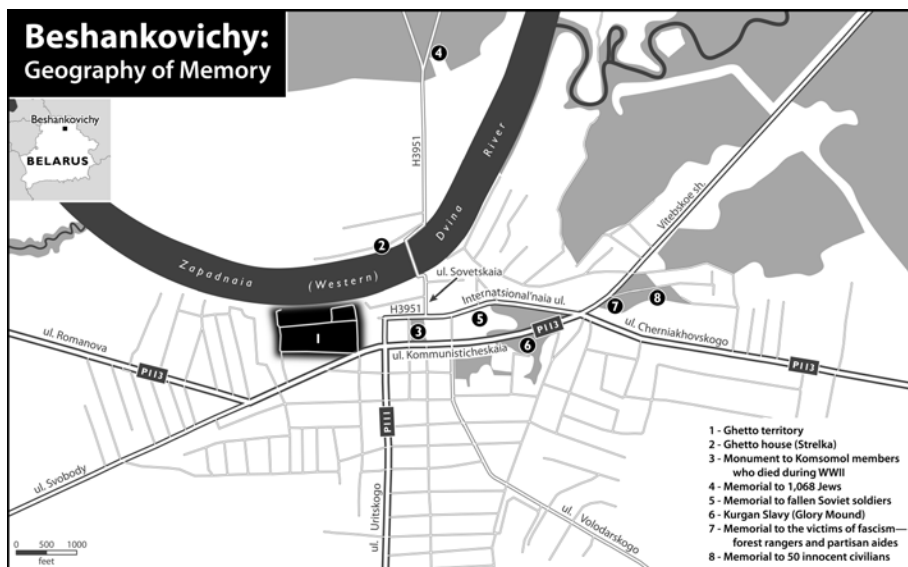 Beshankovichy:
Geography of Memory
Beshankovichy
BELARUS
4
H3951
River
Dvina
(Western)
Zapadnaia
2
Vitebskoe sh.
ul. Sovetskaia
Internatsional'naia ul.
H3951
1
3
5
7
8
P113
6
ul. Kommunisticheskaia
ul. Cherniakhovskogo
P113
ul. Romanova
P113
ul. Svobody
P111
ul. Uritskogo
ul. Volodarskogo
0 500 1000
feet
1 - Ghetto territory
2 - Ghetto house (Strelka)
3 - Monument to Komsomol members
who died during WWII
4 - Memorial to 1,068 Jews
5 - Memorial to fallen Soviet soldiers
6 - Kurgan Slavy (Glory Mound)
7 - Memorial to the victims of fascism—
forest rangers and partisan aides
8 - Memorial to 50 innocent civilians